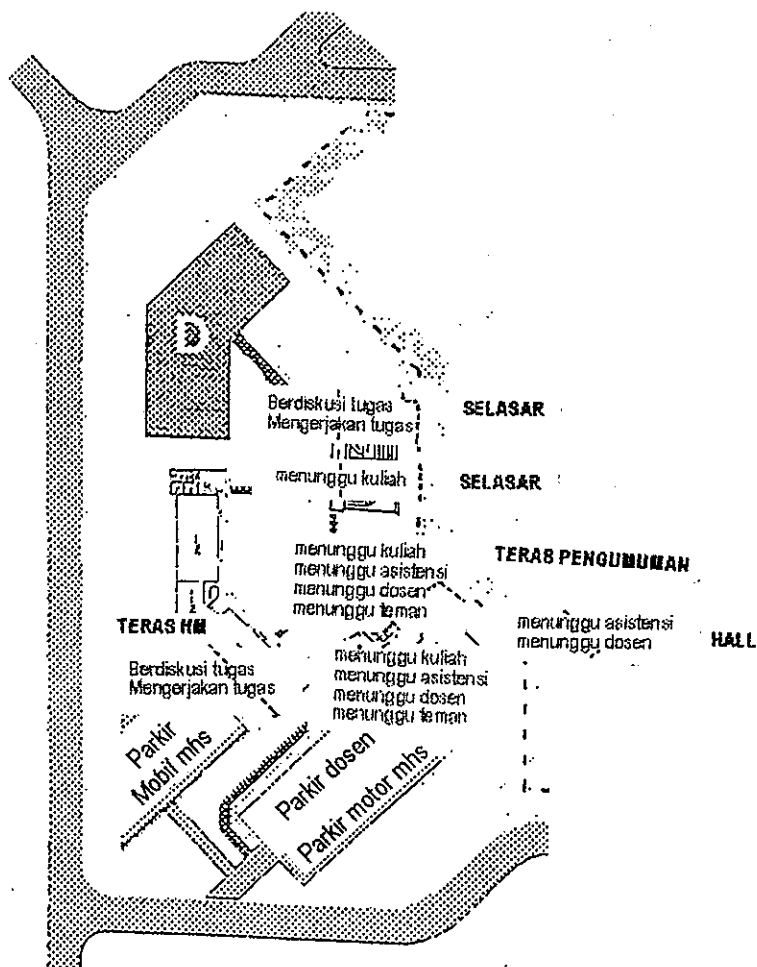 Berdiskusi tugas
Mengerjakan tugas
SELASAR
menunggu kuliah
SELASAR
menunggu kuliah
menunggu asistensi
menunggu dosen
menunggu teman
TERAS PENGUMUMAN
TERAS HM
menunggu asistensi
menunggu dosen
HALL
Berdiskusi tugas
Mengerjakan tugas
menunggu kuliah
menunggu asistensi
menunggu dosen
menunggu teman
Parkir
Mobil mhs
Parkir dosen
Parkir motor mhs